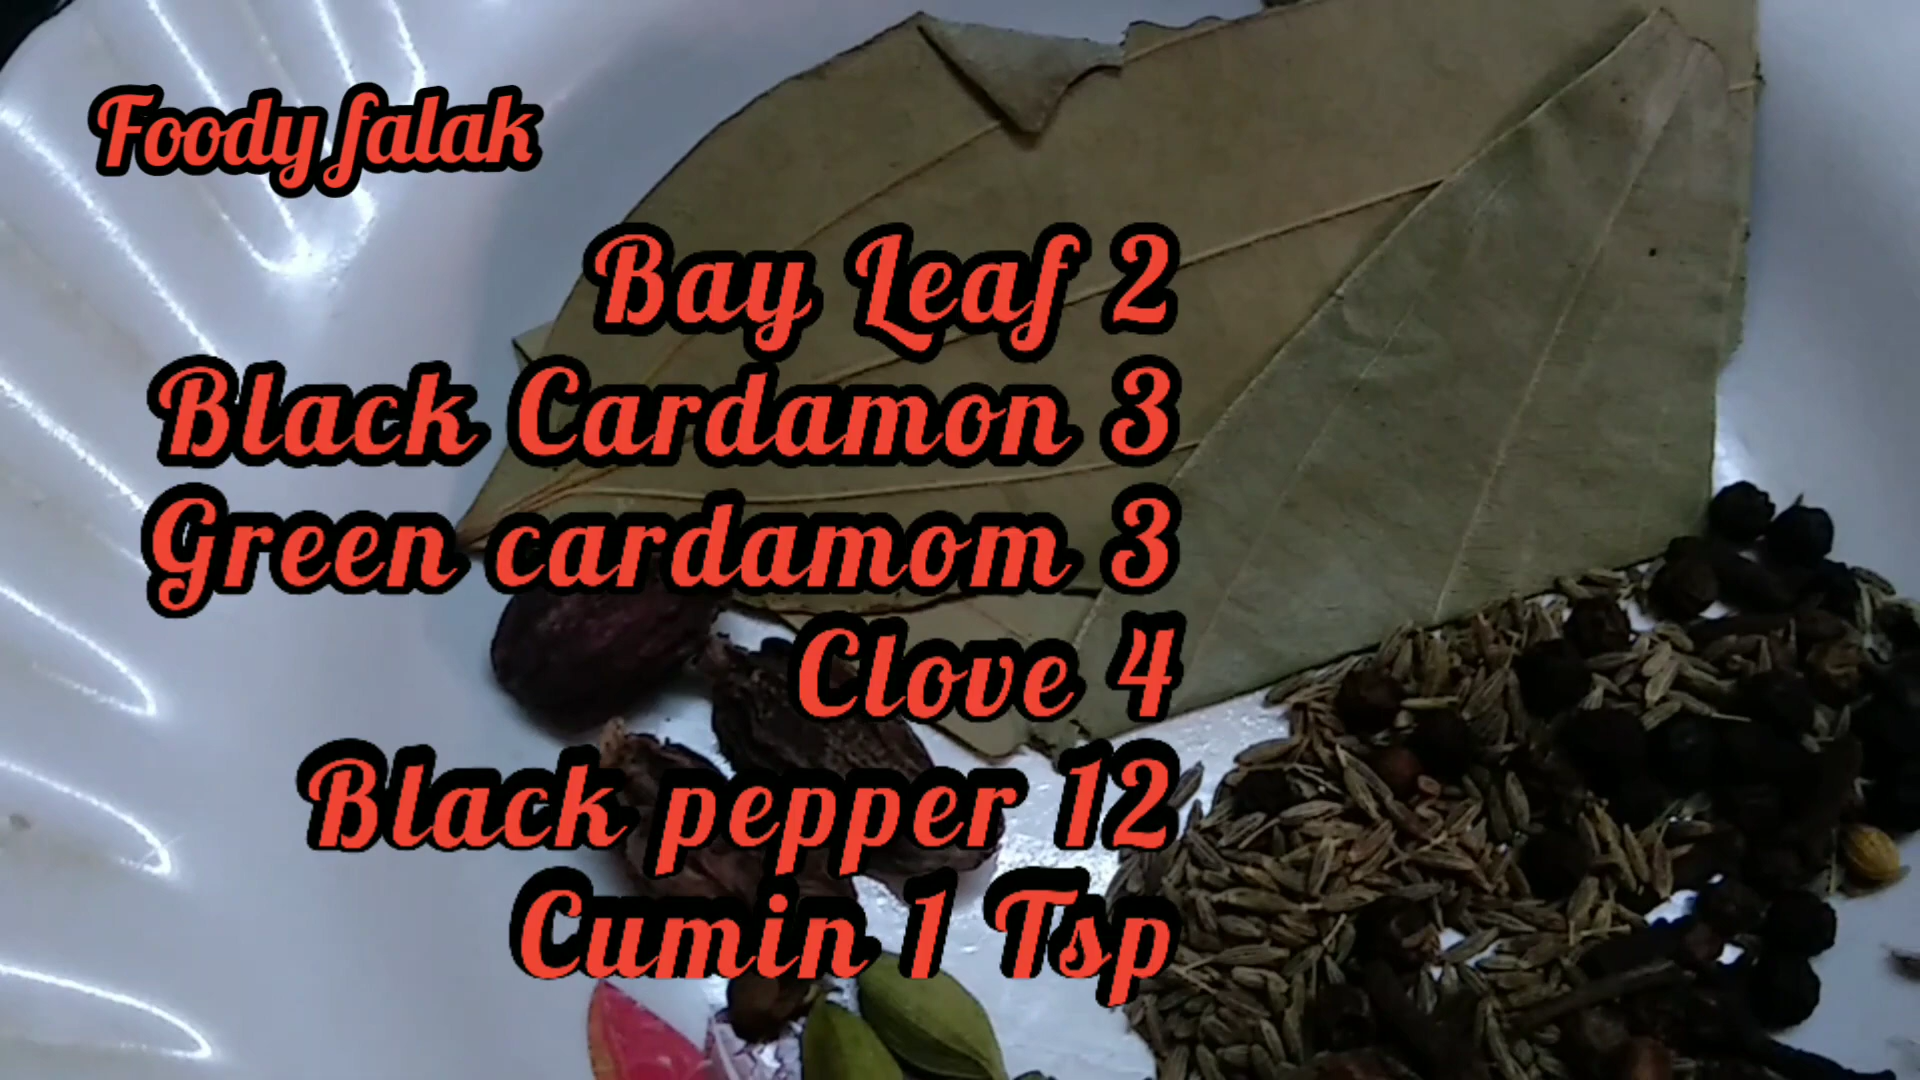 Foody falak
Bay Leaf 2
Black Cardamon 3
Green cardamom 3
Clove 4
Black pepper 12
Cumin 1 Tsp